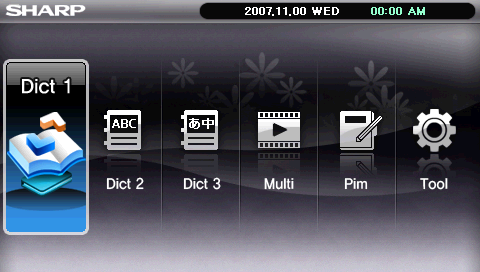 SHARP
2007.11.00 WED 00:00 AM
Dict 1
ABC
あ中
Dict 2
Dict 3
Multi
Pim
Tool